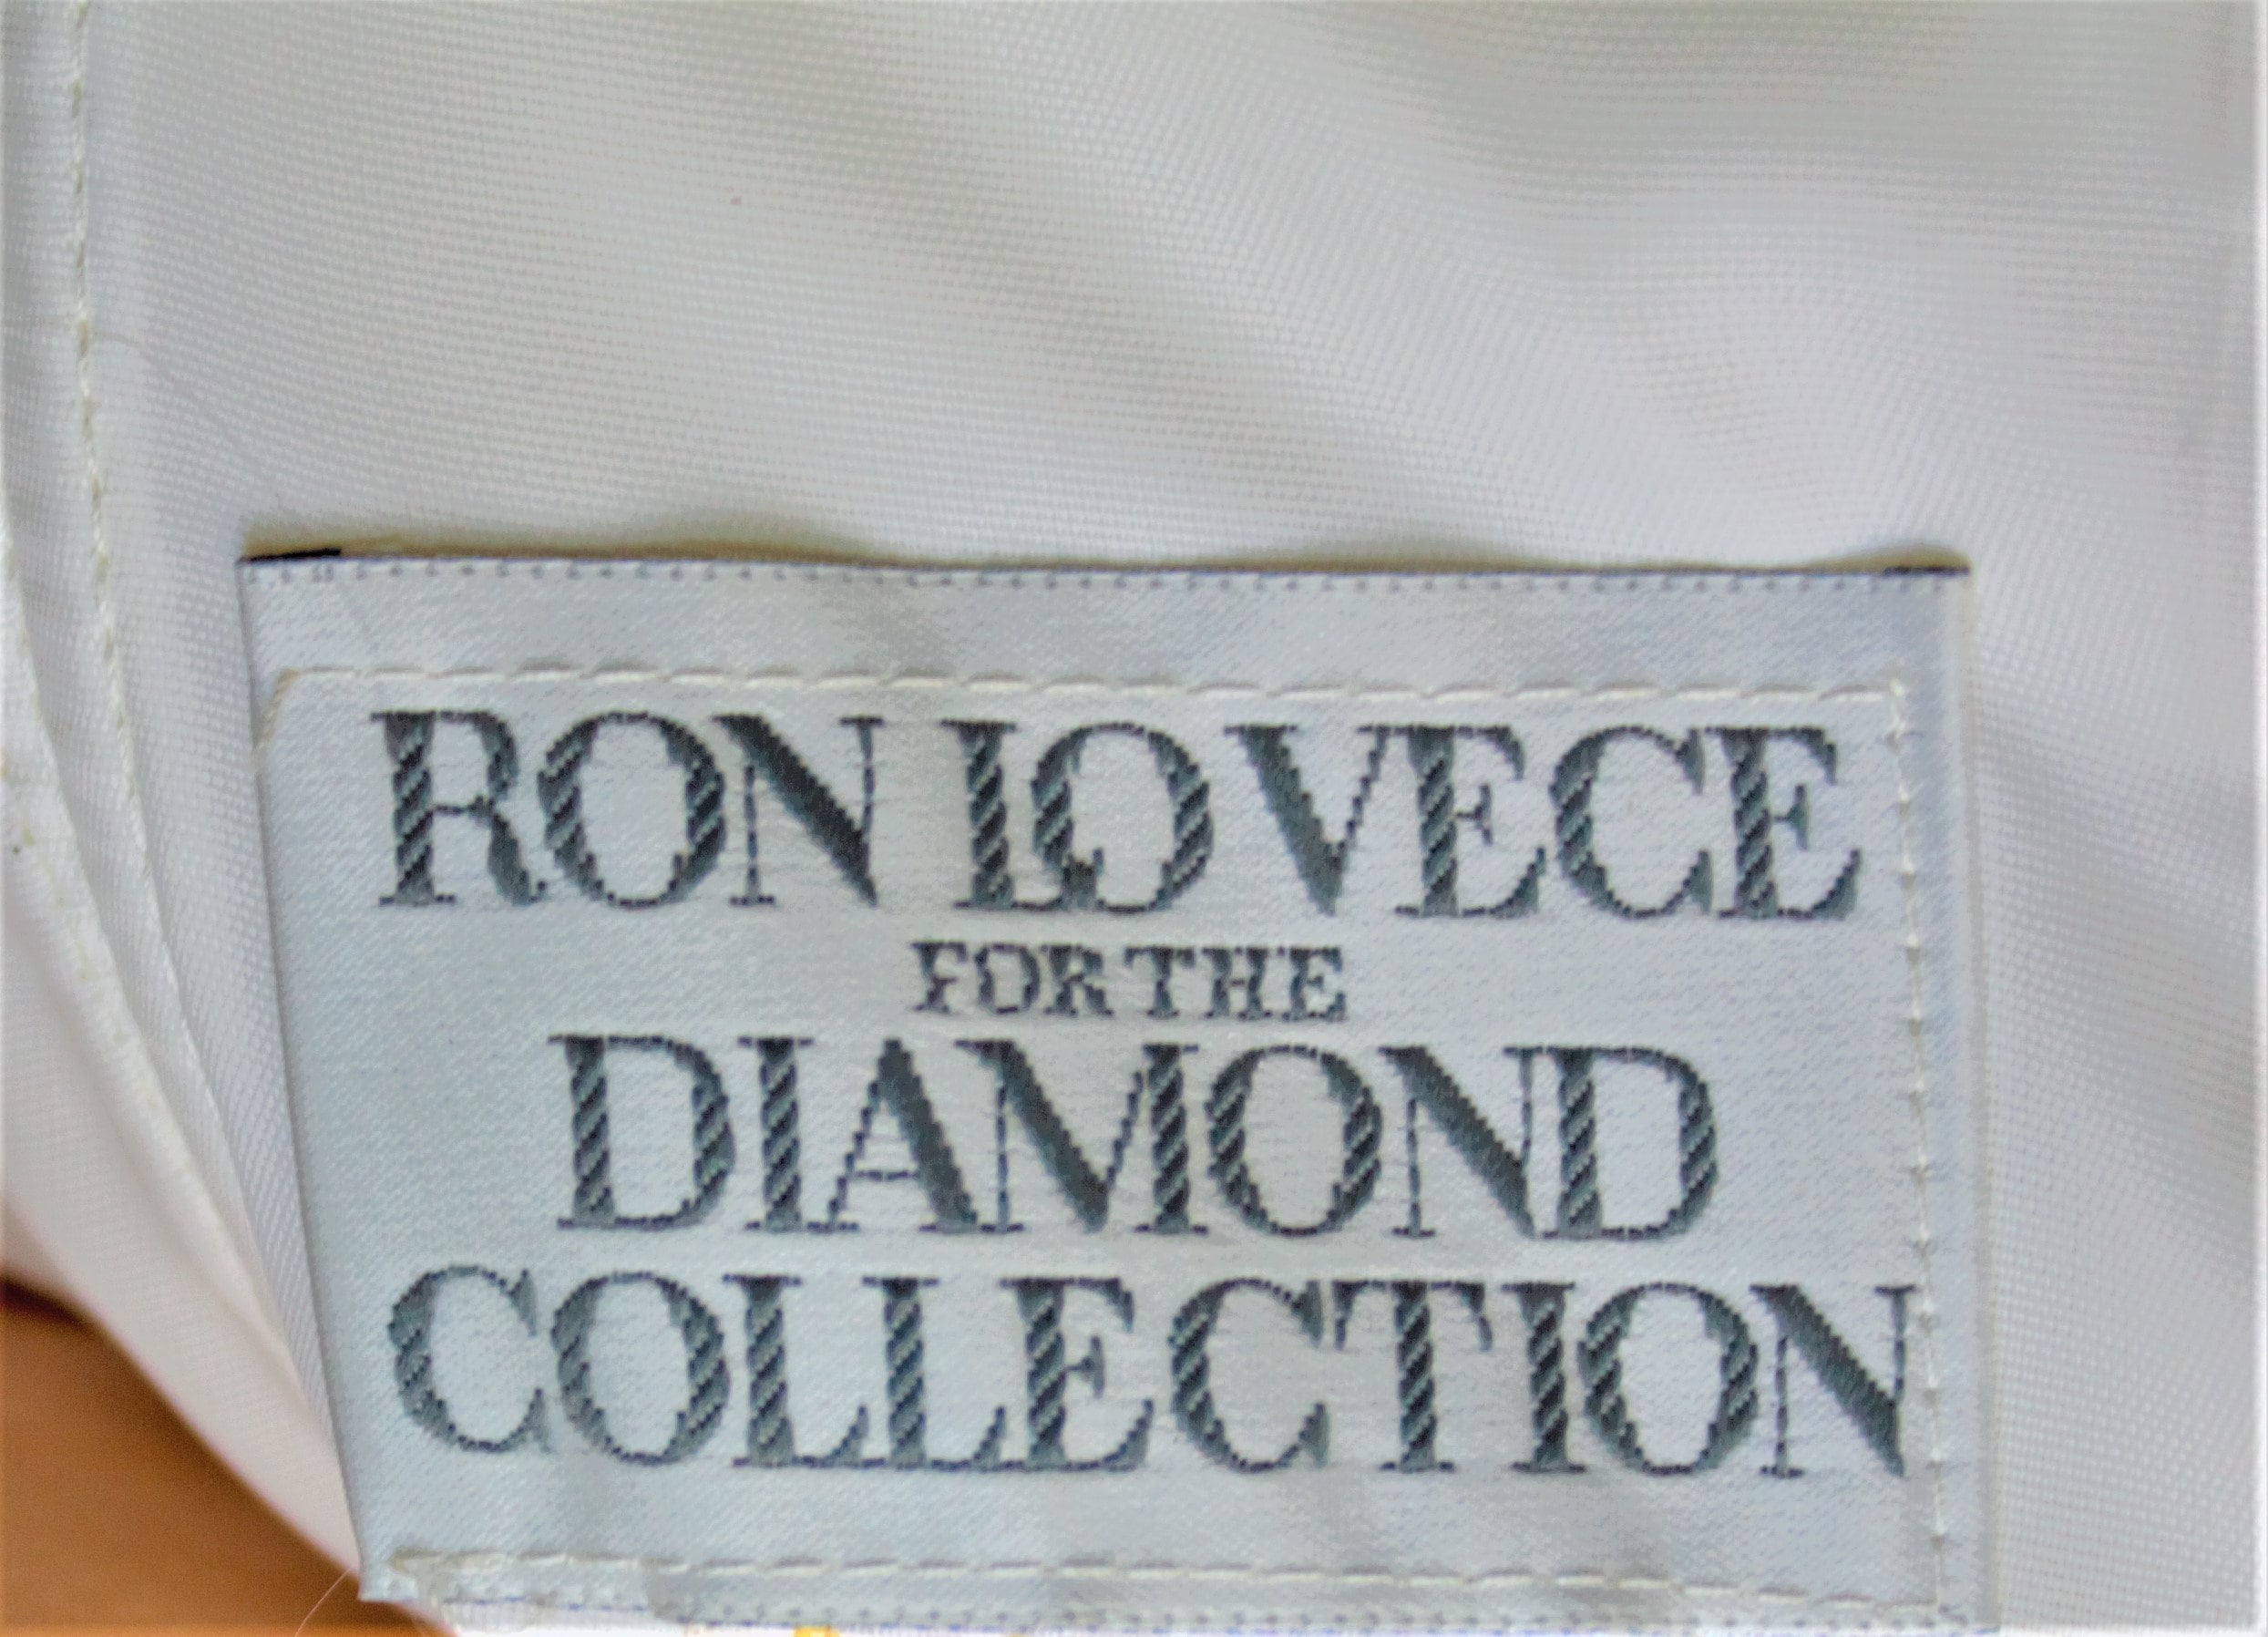 RON LOVECE
FOR THE
DIAMOND
COLLECTION